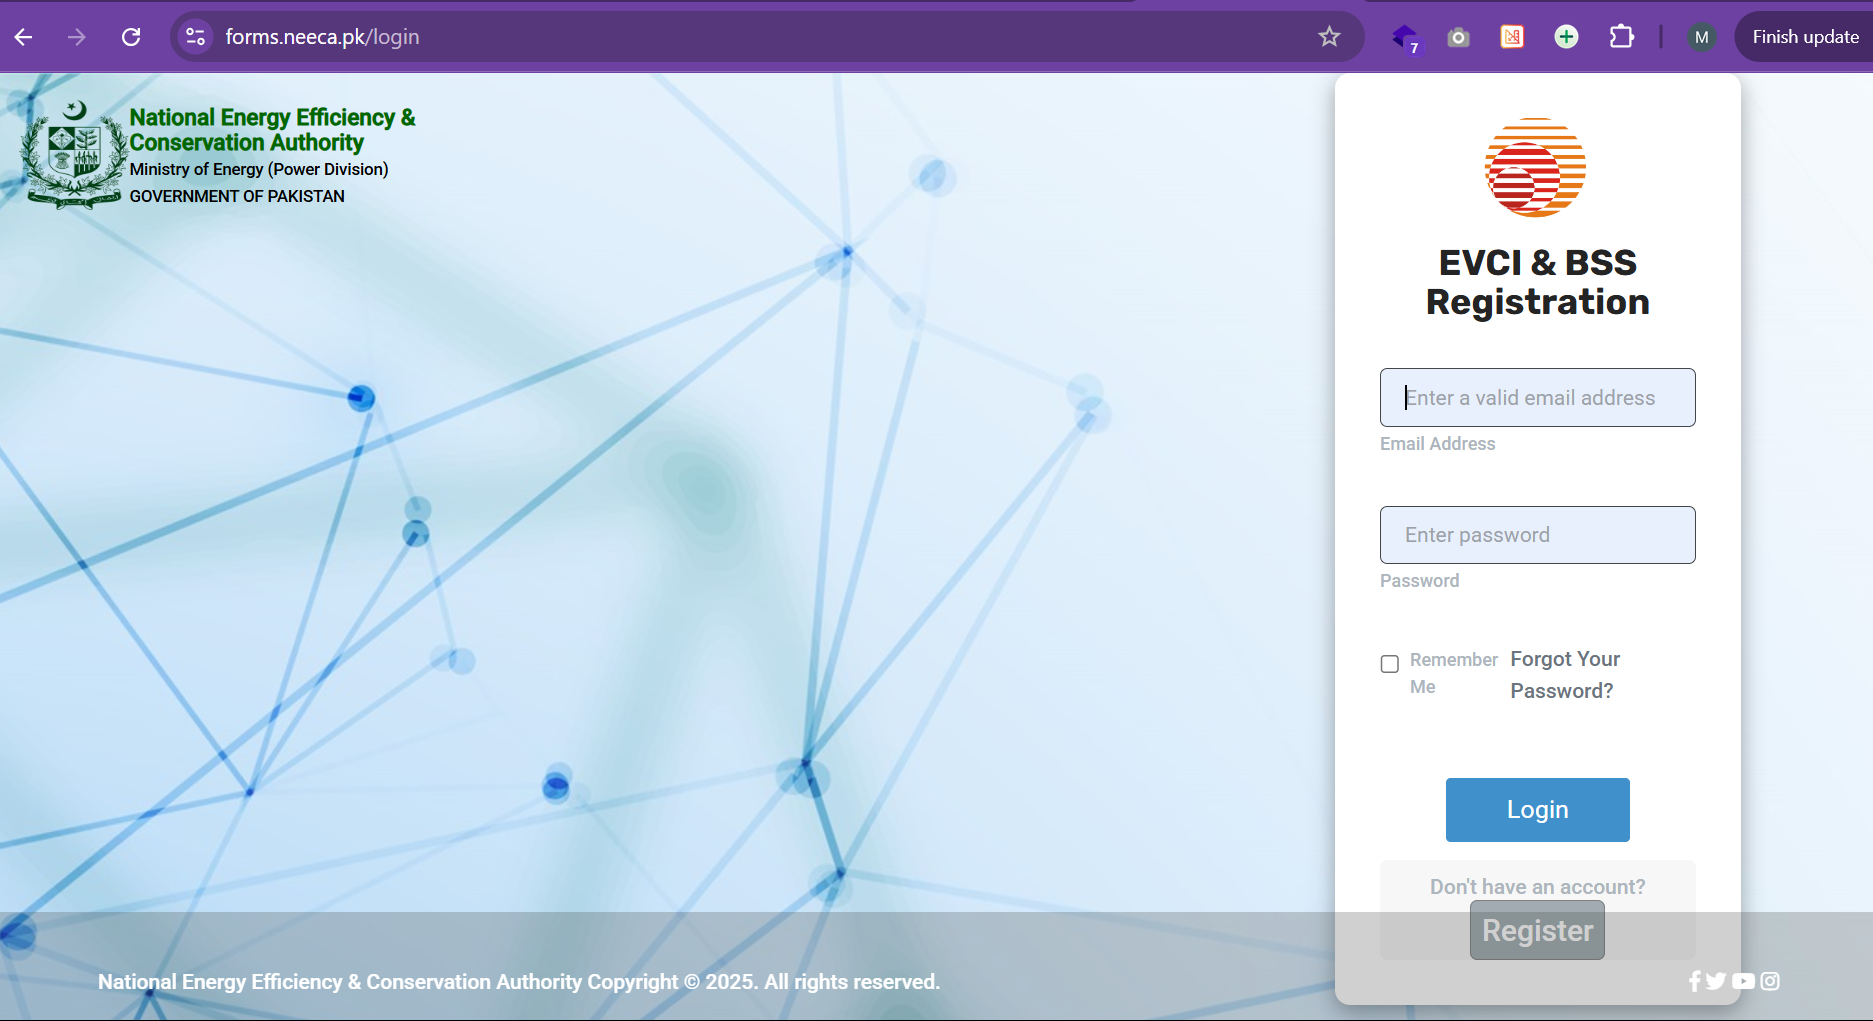 forms.neeca.pk/login
7
M
Finish update
National Energy Efficiency &
Conservation Authority
Ministry of Energy (Power Division)
GOVERNMENT OF PAKISTAN
EVCI & BSS
Registration
Enter a valid email address
Email Address
Enter password
Password
Remember
Me
Forgot Your
Password?
Login
Don't have an account?
Register
National Energy Efficiency & Conservation Authority Copyright © 2025. All rights reserved.